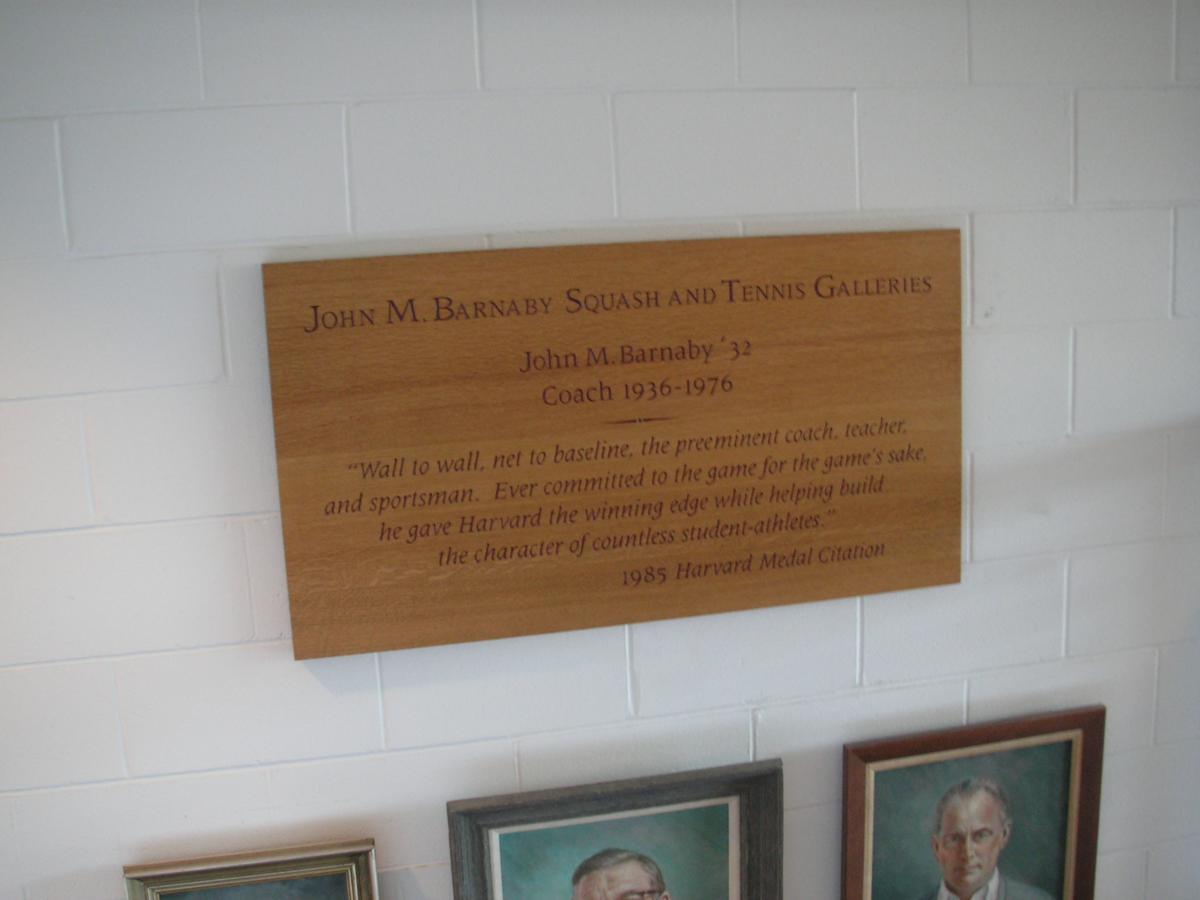 JOHN M. BARNABY SQUASH AND TENNIS GALLERIES
John M. Barnaby '32
Coach 1936-1976
"Wall to wall, net to baseline, the preeminent coach, teacher,
and sportsman. Ever committed to the game for the game's sake,
he gave Harvard the winning edge while helping build
the character of countless student-athletes."
1985 Harvard Medal Citation